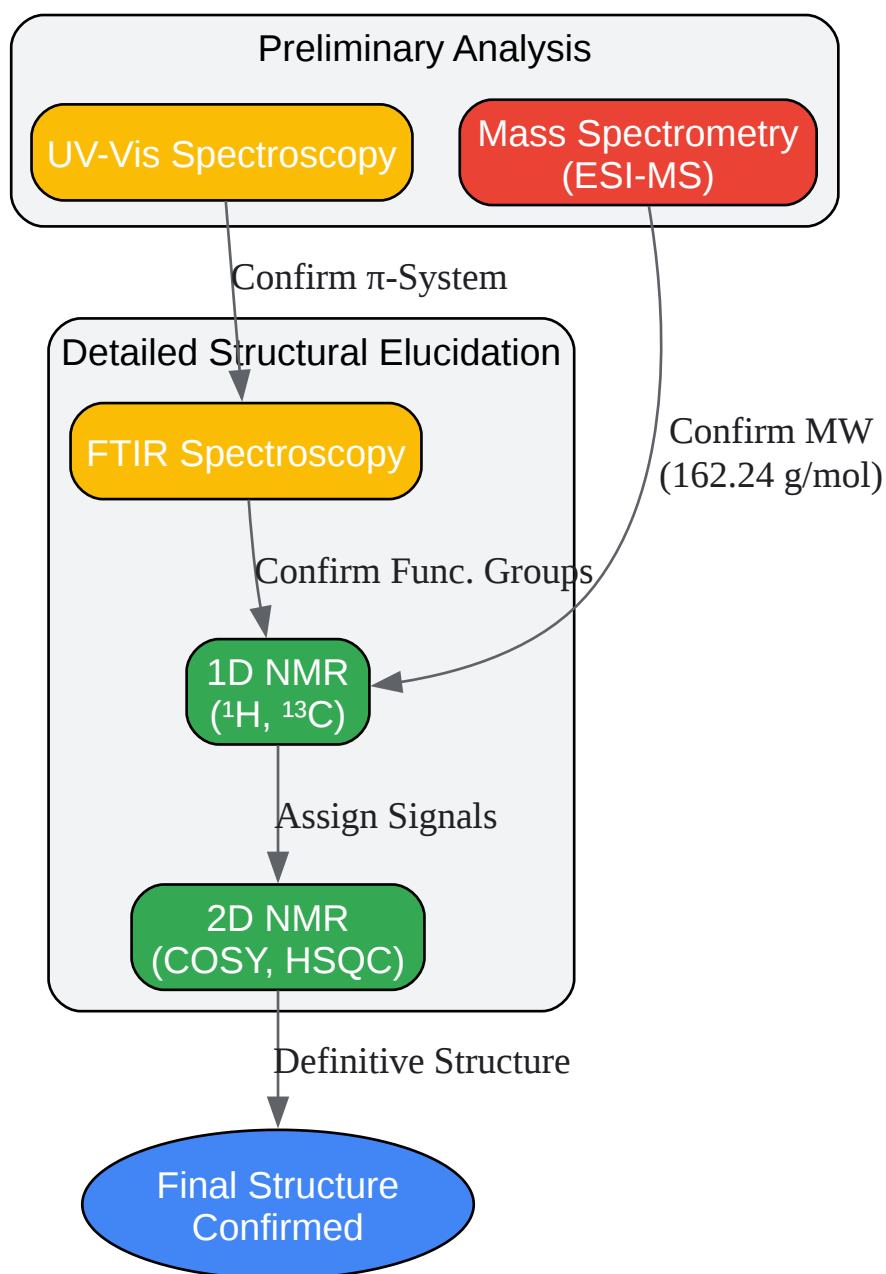 Preliminary Analysis
UV-Vis Spectroscopy
Mass Spectrometry
(ESI-MS)
Confirm π-System
Detailed Structural Elucidation
FTIR Spectroscopy
Confirm MW
(162.24 g/mol)
Confirm Func. Groups
1D NMR
(¹H, ¹³C)
Assign Signals
2D NMR
(COSY, HSQC)
Definitive Structure
Final Structure
Confirmed